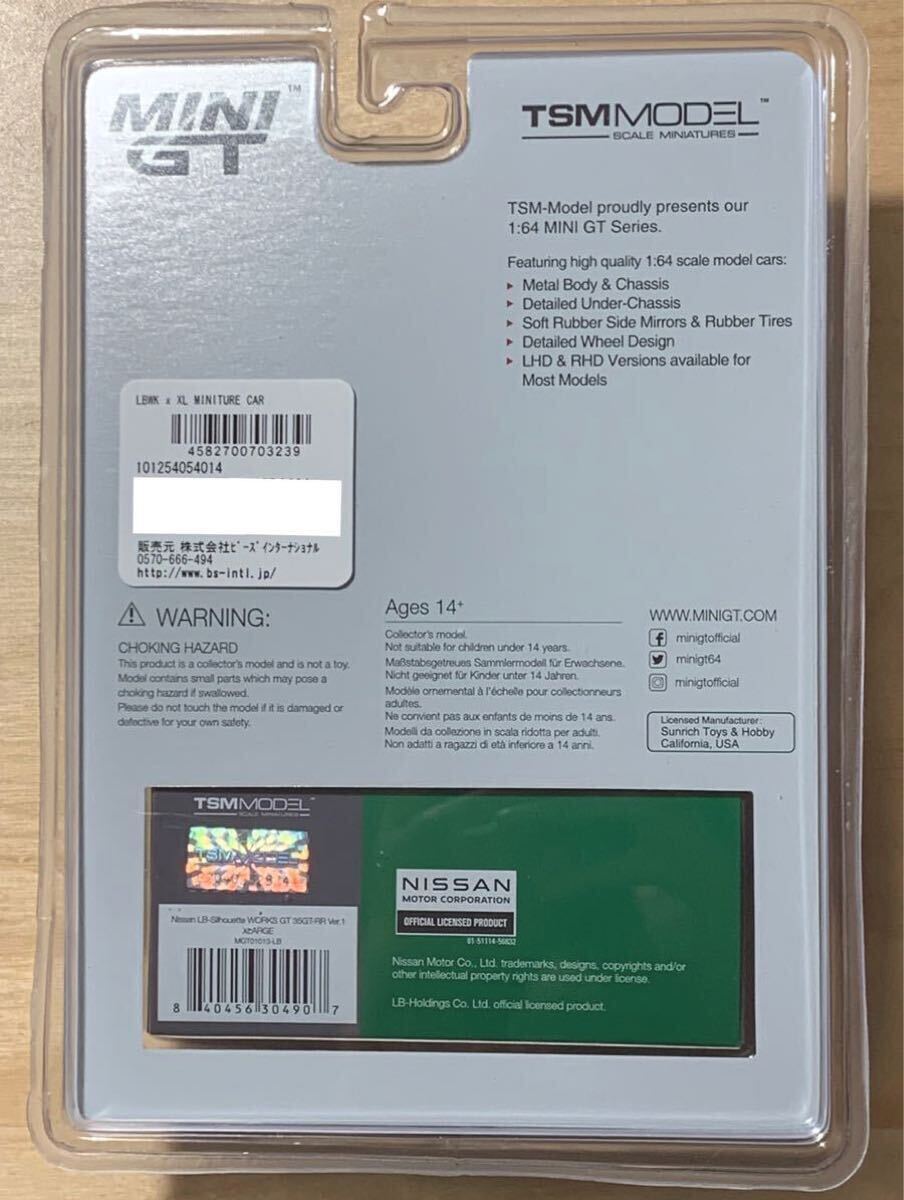 MINI GT™
TSMMODEL™
SCALE MINIATURES
TSM-Model proudly presents our
1:64 MINI GT Series.
Featuring high quality 1:64 scale model cars:
Metal Body & Chassis
Detailed Under-Chassis
Soft Rubber Side Mirrors & Rubber Tires
Detailed Wheel Design
LHD & RHD Versions available for
Most Models
LBWK x XL MINITURE CAR
4582700703239
101254054014
販売元 株式会社ﾋﾞｰｽﾞｲﾝﾀｰﾅｼｮﾅﾙ
0570-666-494
http://www.bs-intl.jp/
WARNING:
CHOKING HAZARD
This product is a collector's model and is not a toy.
Model contains small parts which may pose a
choking hazard if swallowed.
Please do not touch the model if it is damaged or
defective for your own safety.
Ages 14+
Collector's model.
Not suitable for children under 14 years.
Maßstabsgetreues Sammlermodell für Erwachsene.
Nicht geeignet für Kinder unter 14 Jahren.
Modèle ornemental à l'échelle pour collectionneurs
adultes.
Ne convient pas aux enfants de moins de 14 ans.
Modelli da collezione in scala ridotta per adulti.
Non adatti a ragazzi di età inferiore a 14 anni.
WWW.MINIGT.COM
minigtofficial
minigt64
minigtofficial
Licensed Manufacturer:
Sunrich Toys & Hobby
California, USA
TSMMODEL™
SCALE MINIATURES
TSMMODEL
Nissan LB-Silhouette WORKS GT 35GT-RR Ver.1
XLARGE
MGT01013-LB
8 40456 30490 7
NISSAN
MOTOR CORPORATION
OFFICIAL LICENSED PRODUCT
01-51114-56832
Nissan Motor Co., Ltd. trademarks, designs, copyrights and/or
other intellectual property rights are used under license.
LB-Holdings Co. Ltd. official licensed product.